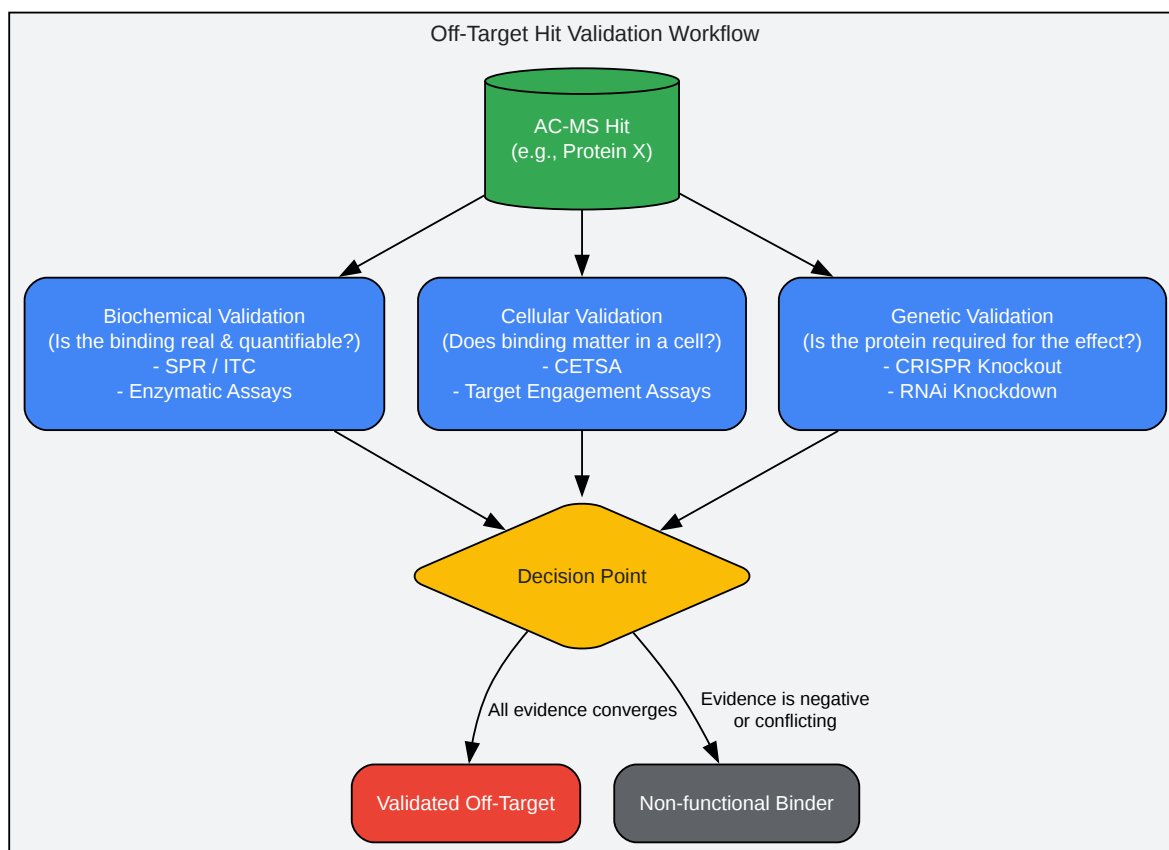 Off-Target Hit Validation Workflow
AC-MS Hit
(e.g., Protein X)
Biochemical Validation
(Is the binding real & quantifiable?)
- SPR / ITC
- Enzymatic Assays
Cellular Validation
(Does binding matter in a cell?)
- CETSA
- Target Engagement Assays
Genetic Validation
(Is the protein required for the effect?)
- CRISPR Knockout
- RNAi Knockdown
Decision Point
All evidence converges
Evidence is negative
or conflicting
Validated Off-Target
Non-functional Binder